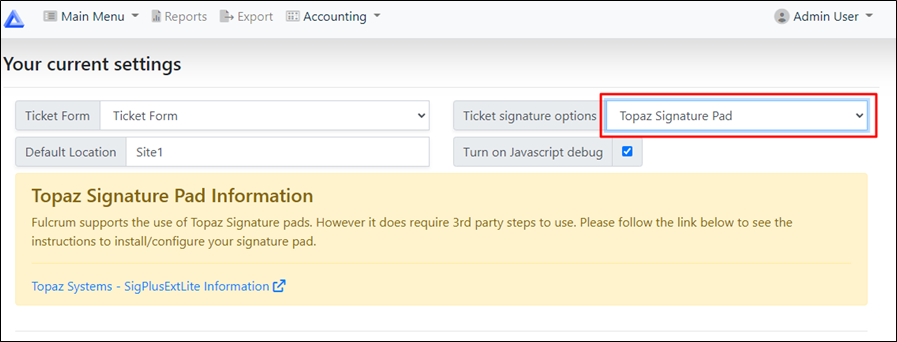 Main Menu Reports Export Accounting Admin User
Your current settings
Ticket Form Ticket Form Ticket signature options Topaz Signature Pad
Default Location Site1 Turn on Javascript debug
Topaz Signature Pad Information
Fulcrum supports the use of Topaz Signature pads. However it does require 3rd party steps to use. Please follow the link below to see the
instructions to install/configure your signature pad.
Topaz Systems - SigPlusExtLite Information